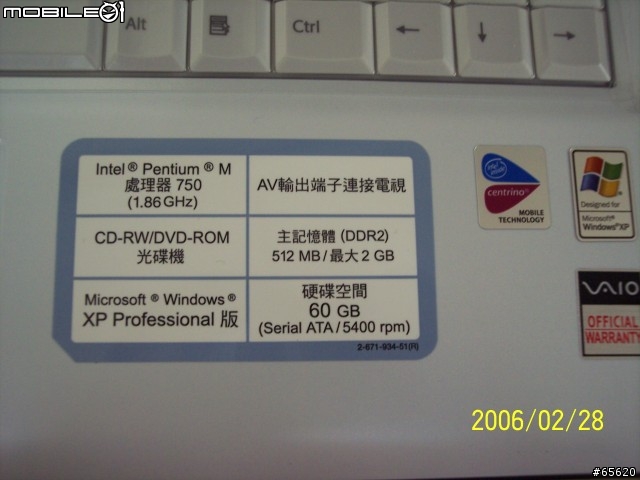 MOBILE01
Alt
Ctrl
Intel® Pentium® M
處理器 750
(1.86GHz)
AV輸出端子連接電視
CD-RW/DVD-ROM
光碟機
主記憶體 (DDR2)
512 MB/最大 2 GB
Microsoft® Windows®
XP Professional 版
硬碟空間
60 GB
(Serial ATA/5400 rpm)
2-671-934-51(R)
intel
centrino
MOBILE
TECHNOLOGY
Designed for
Microsoft®
Windows®XP
VAIO
OFFICIAL
WARRANTY
2006/02/28
#65620